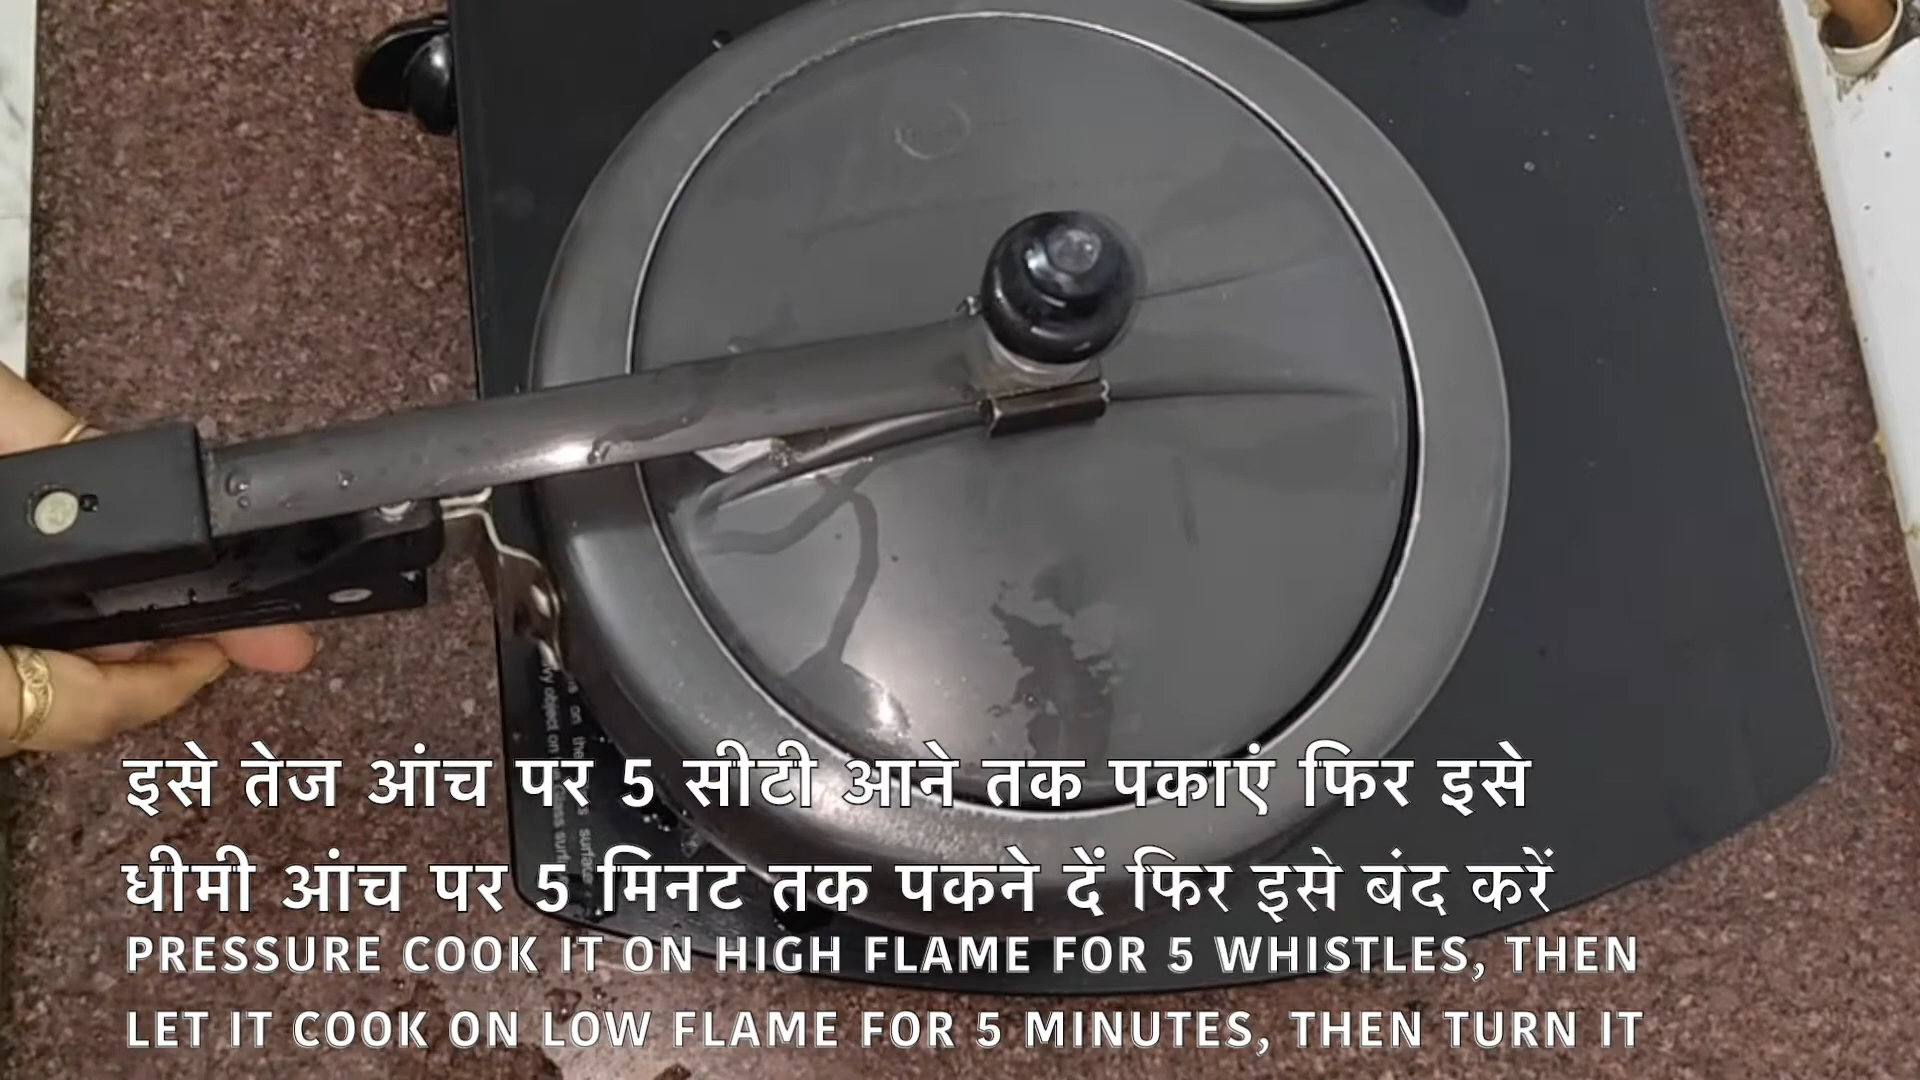 इसे तेज आंच पर 5 सीटी आने तक पकाएं फिर इसे
धीमी आंच पर 5 मिनट तक पकने दें फिर इसे बंद करें
PRESSURE COOK IT ON HIGH FLAME FOR 5 WHISTLES, THEN
LET IT COOK ON LOW FLAME FOR 5 MINUTES, THEN TURN IT